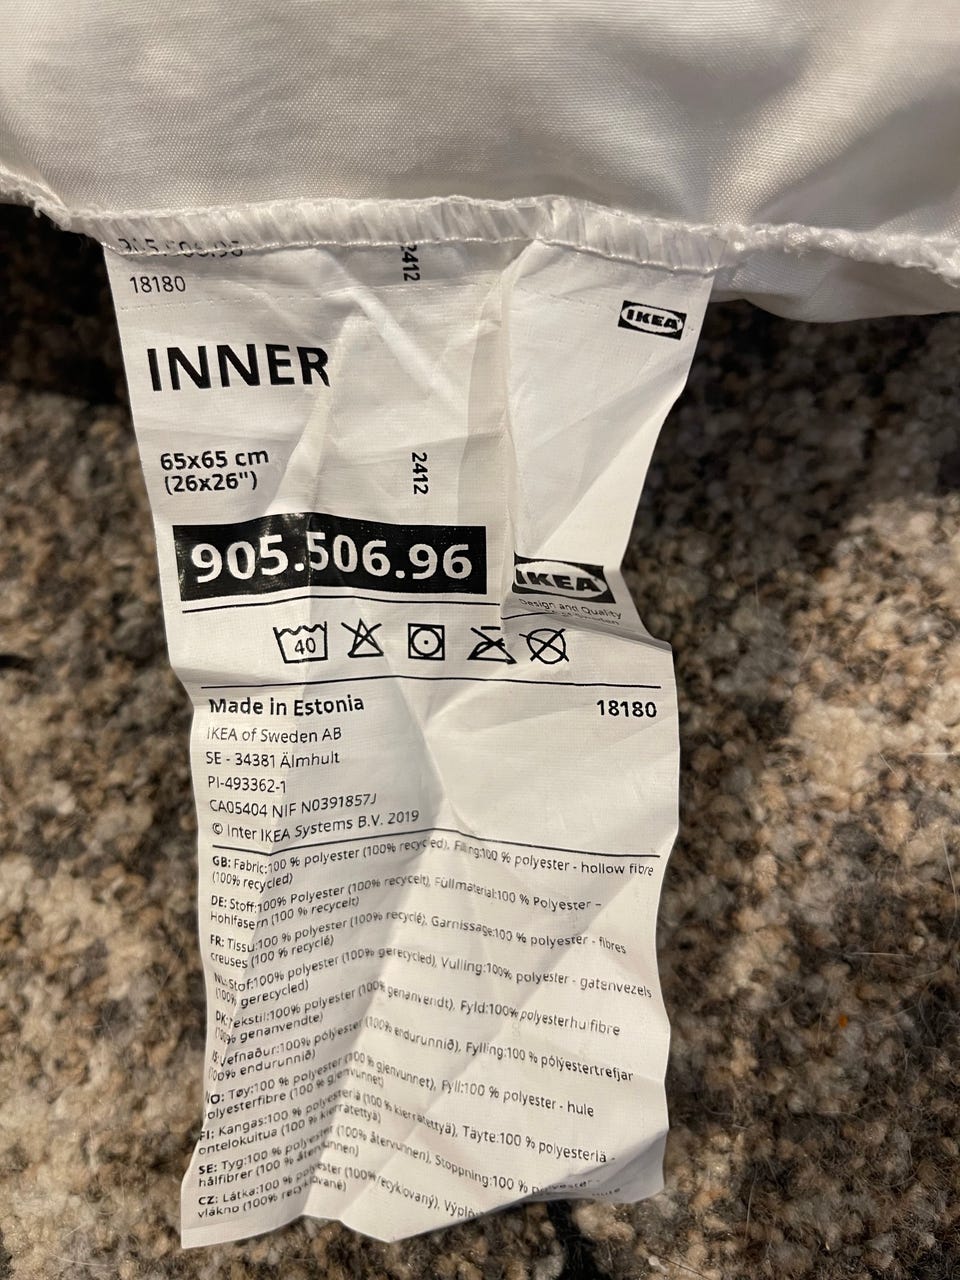 905.506.96
18180
2412
IKEA
INNER
65x65 cm
(26x26")
2412
905.506.96
IKEA
Design and Quality
of Sweden
40
Made in Estonia
18180
IKEA of Sweden AB
SE - 34381 Älmhult
PI-493362-1
CA05404 NIF N0391857J
© Inter IKEA Systems B.V. 2019
GB: Fabric:100 % polyester (100% recycled), Filling:100 % polyester - hollow fibre
(100% recycled)
DE: Stoff:100% Polyester (100% recycelt), Füllmaterial:100 % Polyester –
Hohlfasern (100 % recycelt)
FR: Tissu:100 % polyester (100% recyclé), Garnissage:100 % polyester - fibres
creuses (100 % recyclé)
NL: Stof:100% polyester (100% gerecycled), Vulling:100% polyester - gatenvezels
(100% gerecycled)
DK: Tekstil:100% polyester (100% genanvendt), Fyld:100% polyesterhulfibre
(100% genanvendte)
IS: Vefnaður:100% pólýester (100% endurunnið), Fylling:100 % pólýestertrefjar
(100% endurunnið)
NO: Tøy:100 % polyester (100 % gjenvunnet), Fyll:100 % polyester - hule
polyesterfibre (100 % gjenvunnet)
FI: Kangas:100 % polyesteriä (100 % kierrätettyä), Täyte:100 % polyesteriä -
ontelokuitua (100 % kierrätettyä)
SE: Tyg:100 % polyester (100% återvunnen), Stoppning:100 % polyester -
hålfibrer (100 % återvunnen)
CZ: Látka:100 % polyester (100% recyklovaný), Výplň:
vlákno (100% recyklované)